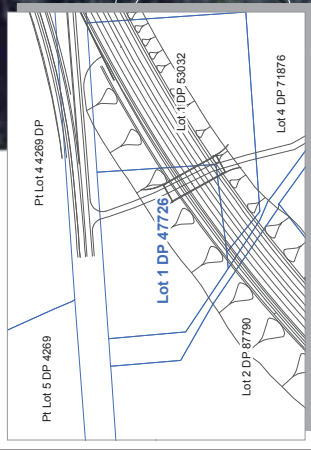 Pt Lot 5 DP 4269
Pt Lot 4 4269 DP
Lot 1 DP 47726
Lot 1 DP 53032
Lot 2 DP 87790
Lot 4 DP 71876